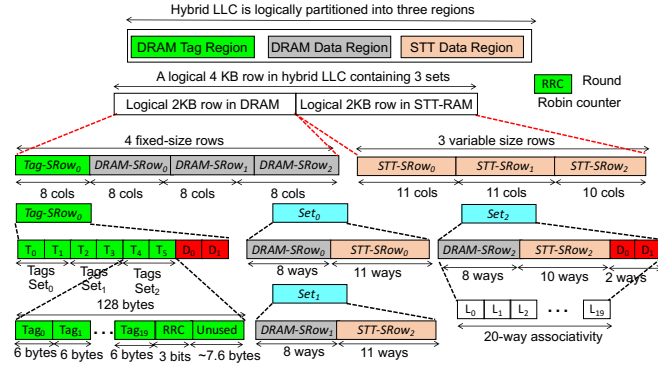 Hybrid LLC is logically partitioned into three regions
DRAM Tag Region DRAM Data Region STT Data Region
A logical 4 KB row in hybrid LLC containing 3 sets
RRC Round
Robin counter
Logical 2KB row in DRAM Logical 2KB row in STT-RAM
4 fixed-size rows 3 variable size rows
Tag-SRow0 DRAM-SRow0 DRAM-SRow1 DRAM-SRow2 STT-SRow0 STT-SRow1 STT-SRow2
8 cols 8 cols 8 cols 8 cols 11 cols 11 cols 10 cols
Tag-SRow0 Set0 Set2
T0 T1 T2 T3 T4 T5 D0 D1 DRAM-SRow0 STT-SRow0 DRAM-SRow2 STT-SRow2 D0 D1
Tags Tags Tags 8 ways 11 ways 8 ways 10 ways 2 ways
Set0 Set1 Set2
128 bytes Set1 L0 L1 L2 ... L19
Tag0 Tag1 ... Tag19 RRC Unused DRAM-SRow1 STT-SRow2 20-way associativity
6 bytes 6 bytes 6 bytes 3 bits ~7.6 bytes 8 ways 11 ways